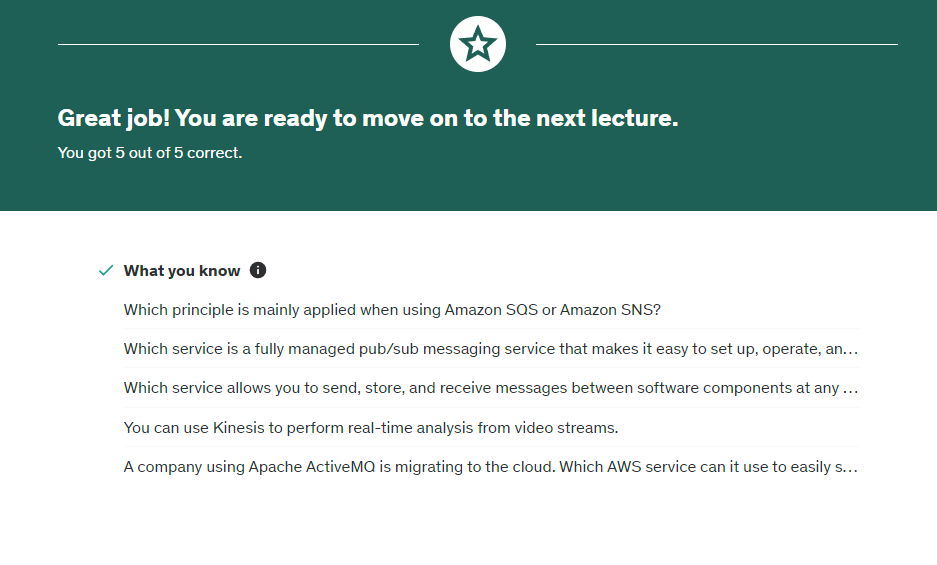 Great job! You are ready to move on to the next lecture.
You got 5 out of 5 correct.
What you know
Which principle is mainly applied when using Amazon SQS or Amazon SNS?
Which service is a fully managed pub/sub messaging service that makes it easy to set up, operate, an...
Which service allows you to send, store, and receive messages between software components at any ...
You can use Kinesis to perform real-time analysis from video streams.
A company using Apache ActiveMQ is migrating to the cloud. Which AWS service can it use to easily s...